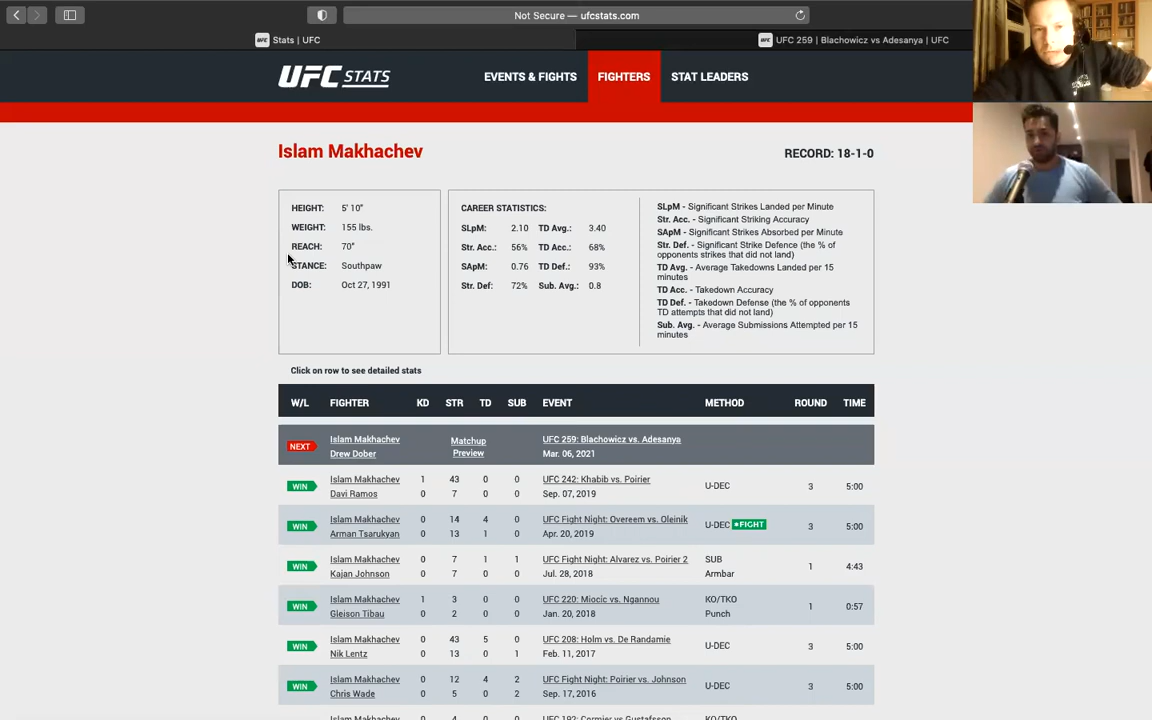 Not Secure — ufcstats.com
Stats | UFC
UFC 259 | Blachowicz vs Adesanya | UFC
UFC STATS
EVENTS & FIGHTS
FIGHTERS
STAT LEADERS
Islam Makhachev
RECORD: 18-1-0
HEIGHT: 5' 10"
WEIGHT: 155 lbs.
REACH: 70"
STANCE: Southpaw
DOB: Oct 27, 1991
CAREER STATISTICS:
SLpM: 2.10 TD Avg.: 3.40
Str. Acc.: 56% TD Acc.: 68%
SApM: 0.76 TD Def.: 93%
Str. Def: 72% Sub. Avg.: 0.8
SLpM - Significant Strikes Landed per Minute
Str. Acc. - Significant Striking Accuracy
SApM - Significant Strikes Absorbed per Minute
Str. Def. - Significant Strike Defence (the % of
opponents strikes that did not land)
TD Avg. - Average Takedowns Landed per 15
minutes
TD Acc. - Takedown Accuracy
TD Def. - Takedown Defense (the % of opponents
TD attempts that did not land)
Sub. Avg. - Average Submissions Attempted per 15
minutes
Click on row to see detailed stats
W/L FIGHTER KD STR TD SUB EVENT METHOD ROUND TIME
NEXT Islam Makhachev Matchup UFC 259: Blachowicz vs. Adesanya
Drew Dober Preview Mar. 06, 2021
WIN Islam Makhachev 1 43 0 0 UFC 242: Khabib vs. Poirier U-DEC 3 5:00
Davi Ramos 0 7 0 0 Sep. 07, 2019
WIN Islam Makhachev 0 14 4 0 UFC Fight Night: Overeem vs. Oleinik U-DEC FIGHT 3 5:00
Arman Tsarukyan 0 13 1 0 Apr. 20, 2019
WIN Islam Makhachev 0 7 1 1 UFC Fight Night: Alvarez vs. Poirier 2 SUB 1 4:43
Kajan Johnson 0 7 0 0 Jul. 28, 2018 Armbar
WIN Islam Makhachev 1 3 0 0 UFC 220: Miocic vs. Ngannou KO/TKO 1 0:57
Gleison Tibau 0 2 0 0 Jan. 20, 2018 Punch
WIN Islam Makhachev 0 43 5 0 UFC 208: Holm vs. De Randamie U-DEC 3 5:00
Nik Lentz 0 13 0 1 Feb. 11, 2017
WIN Islam Makhachev 0 12 4 2 UFC Fight Night: Poirier vs. Johnson U-DEC 3 5:00
Chris Wade 0 5 0 2 Sep. 17, 2016
Islam Makhachev 0 4 0 0 UFC 192: Cormier vs. Gustafsson KO/TKO